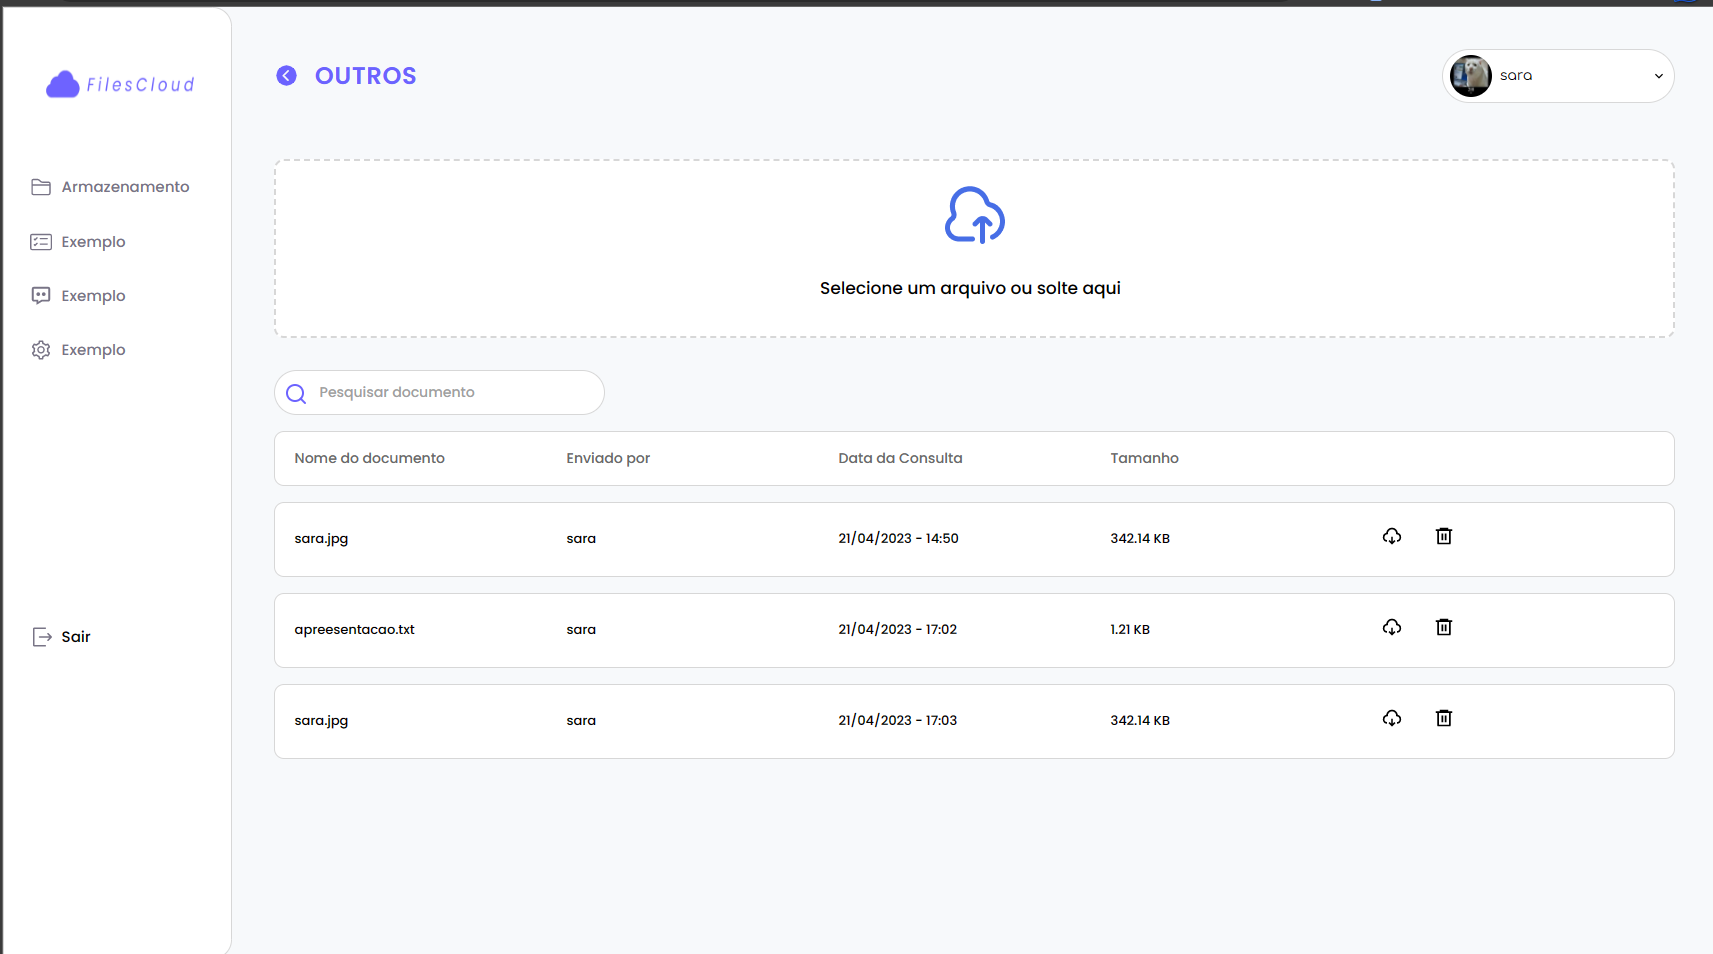 FilesCloud
OUTROS
sara
Armazenamento
Exemplo
Exemplo
Exemplo
Sair
Selecione um arquivo ou solte aqui
Pesquisar documento
Nome do documento Enviado por Data da Consulta Tamanho
sara.jpg sara 21/04/2023 - 14:50 342.14 KB
apreesentacao.txt sara 21/04/2023 - 17:02 1.21 KB
sara.jpg sara 21/04/2023 - 17:03 342.14 KB